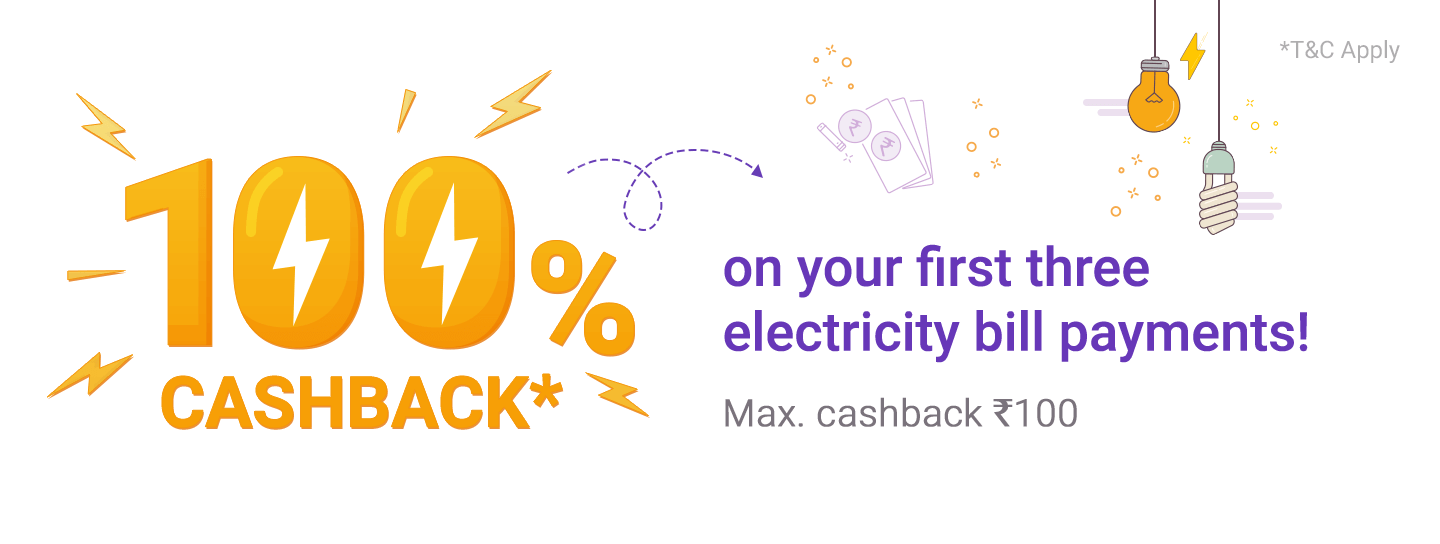 *T&C Apply
100%
CASHBACK*
on your first three
electricity bill payments!
Max. cashback ₹100